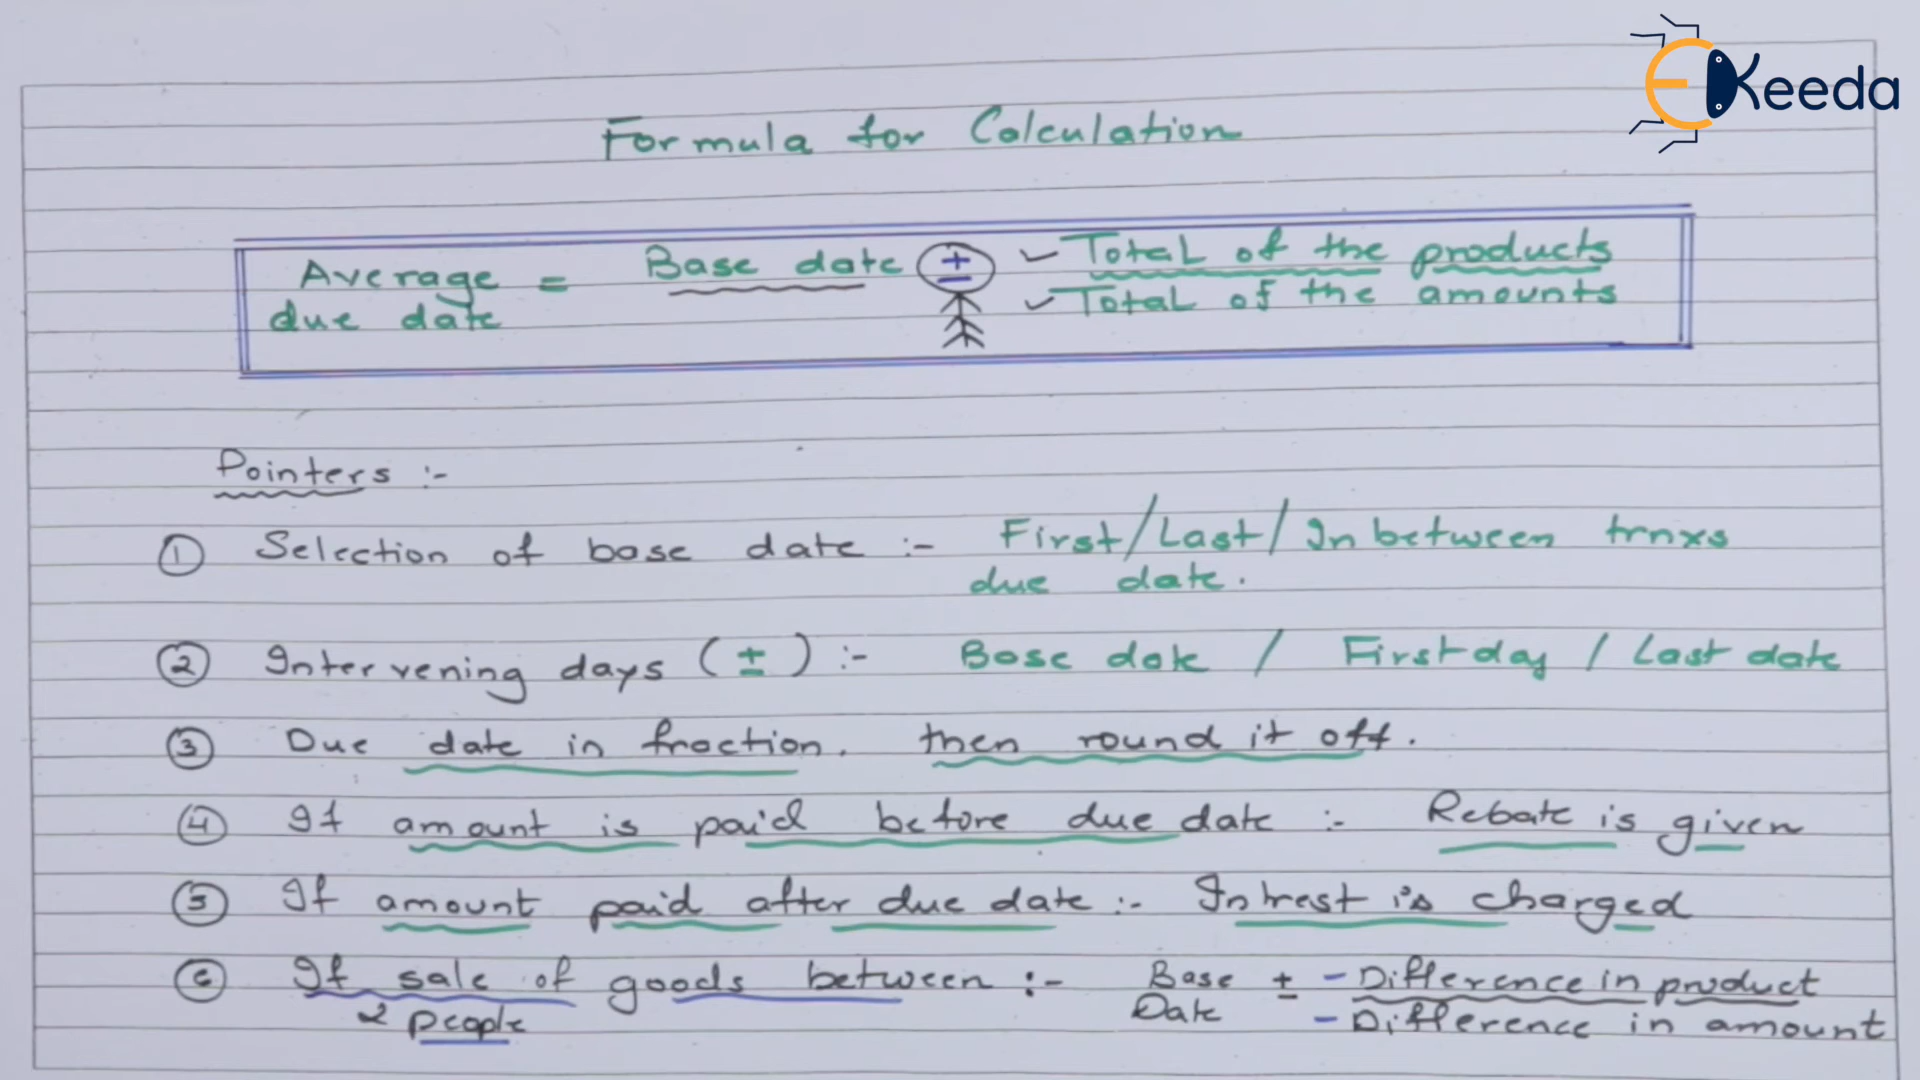 EKeeda
Formula for Calculation
Average due date = Base date ± ✓ Total of the products
✓ Total of the amounts
Pointers :-
① Selection of base date :- First/Last/In between trnxs
due date.
② Intervening days (±) :- Base date / First day / Last date
③ Due date in fraction. then round it off.
④ If amount is paid before due date :- Rebate is given
⑤ If amount paid after due date :- Intrest is charged
⑥ If sale of goods between :- Base Date ± - Difference in product
2 people - Difference in amount